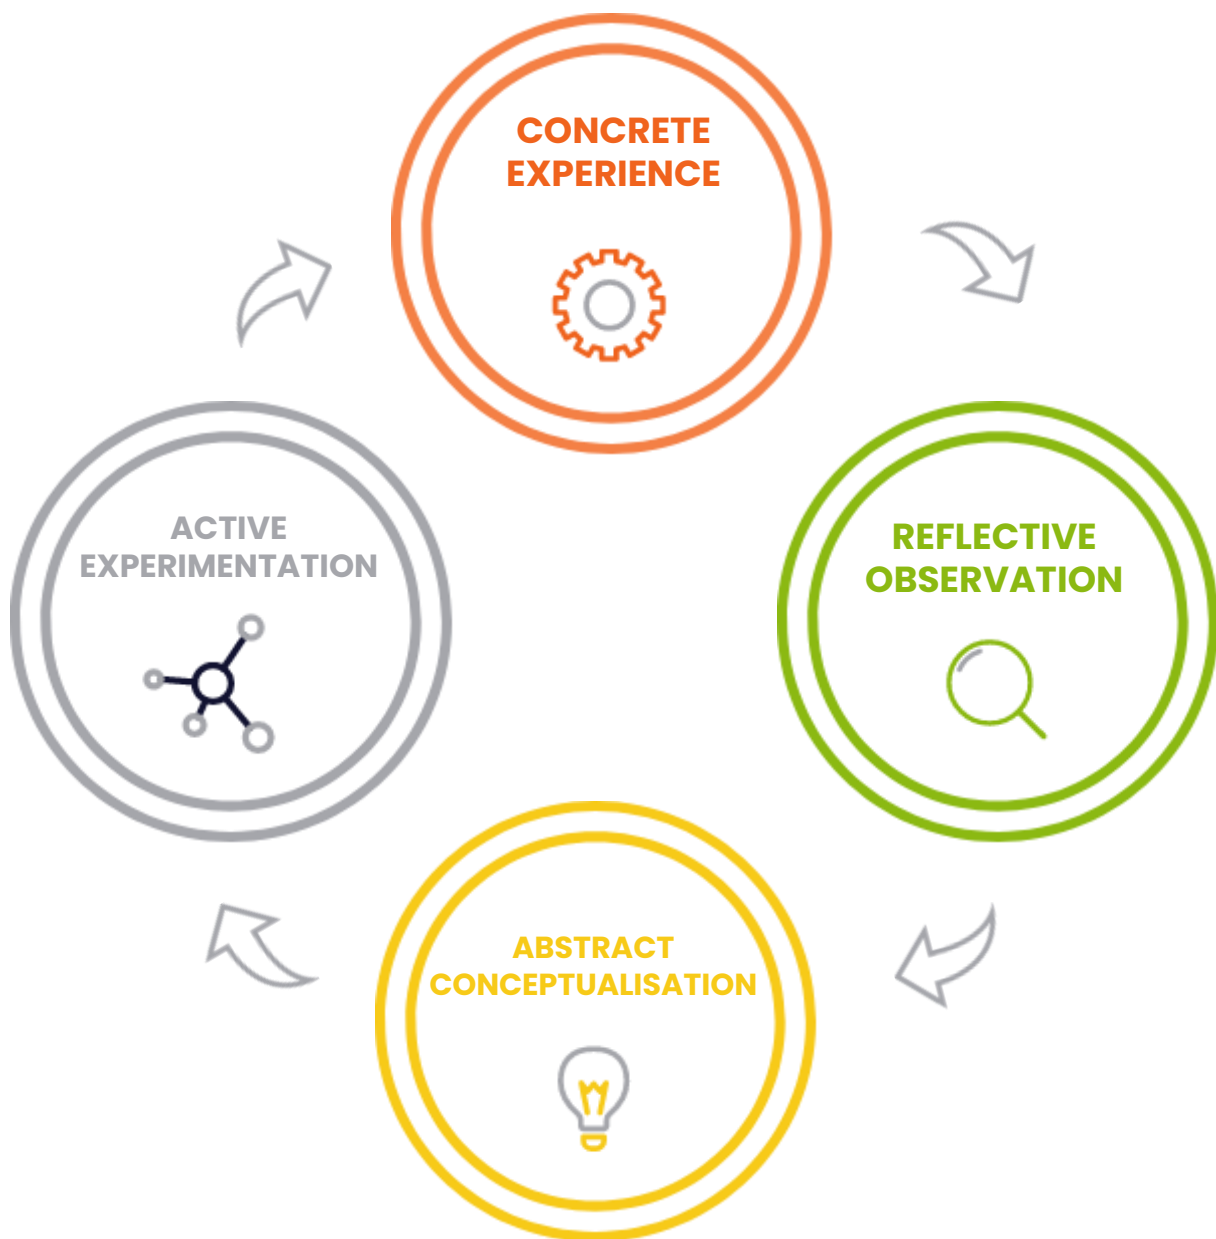 CONCRETE
EXPERIENCE
REFLECTIVE
OBSERVATION
ABSTRACT
CONCEPTUALISATION
ACTIVE
EXPERIMENTATION